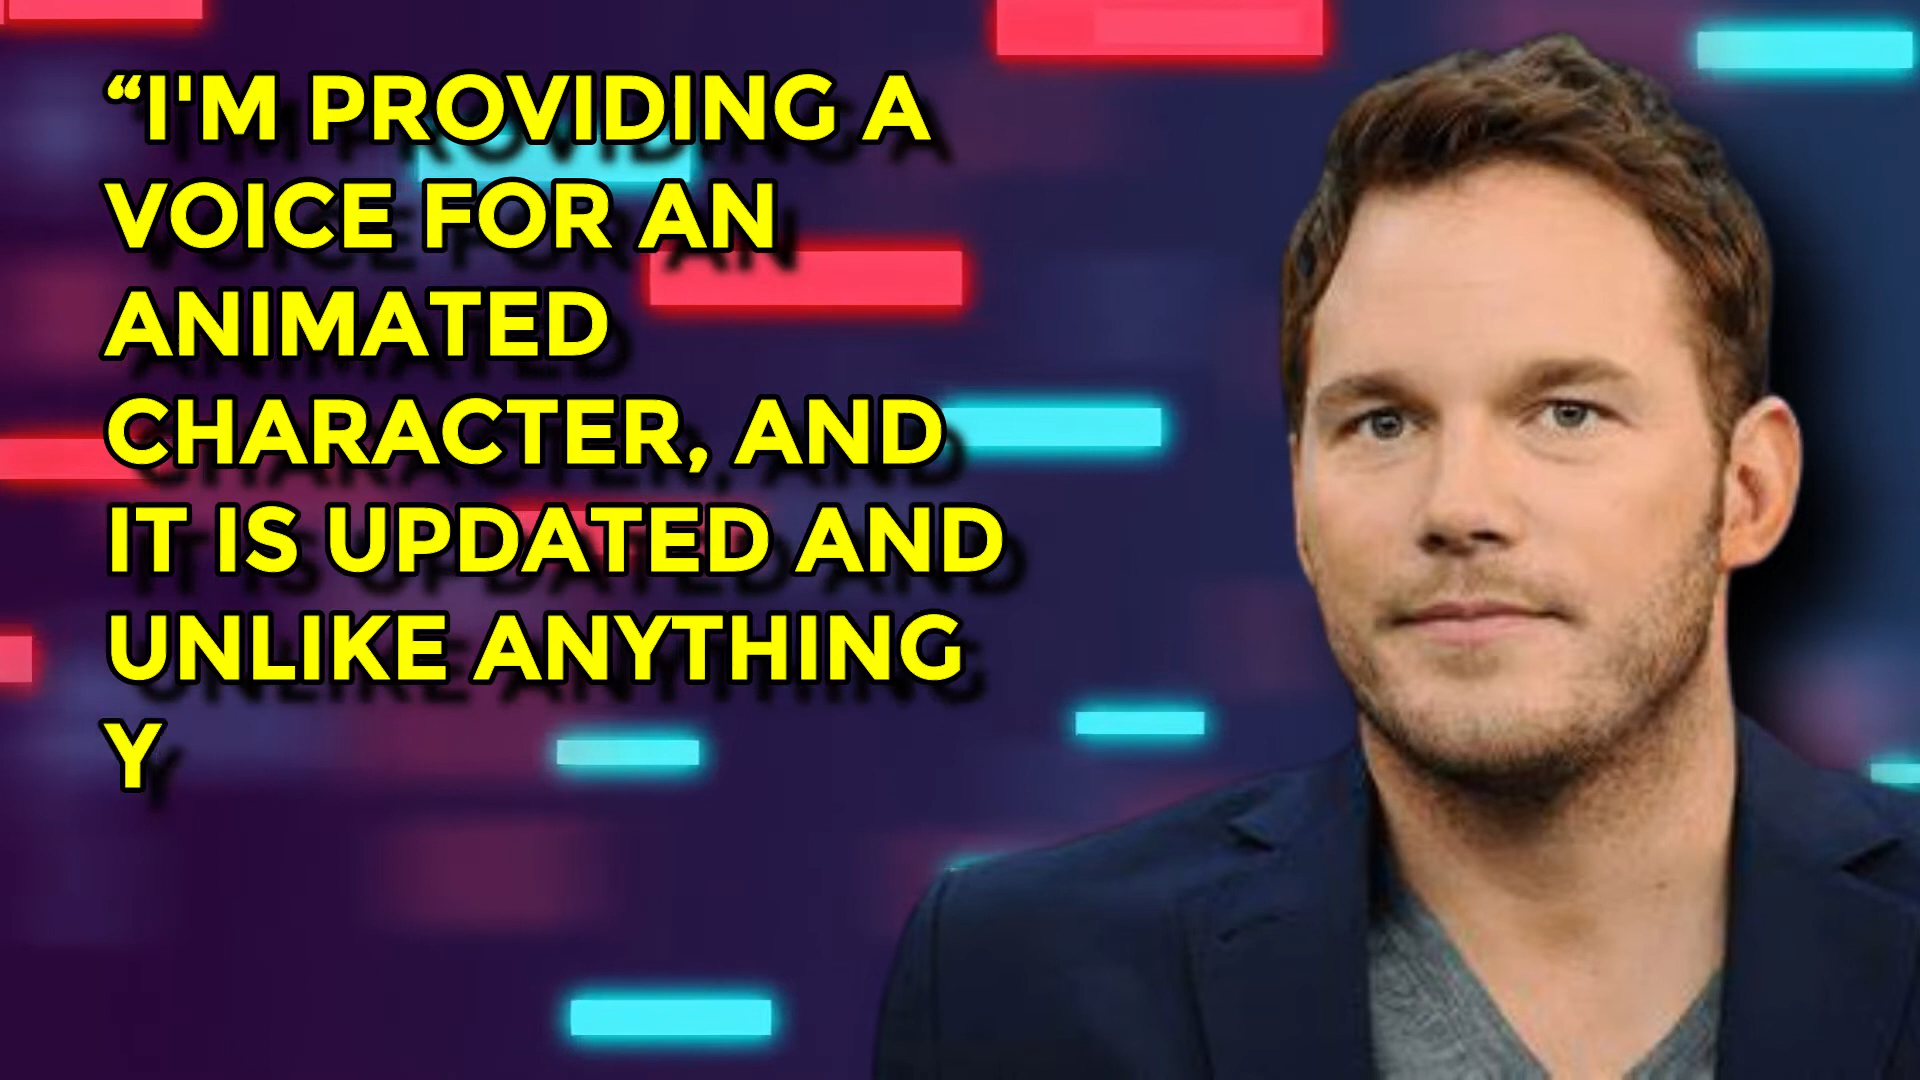 “I'M PROVIDING A
VOICE FOR AN
ANIMATED
CHARACTER, AND
IT IS UPDATED AND
UNLIKE ANYTHING
Y